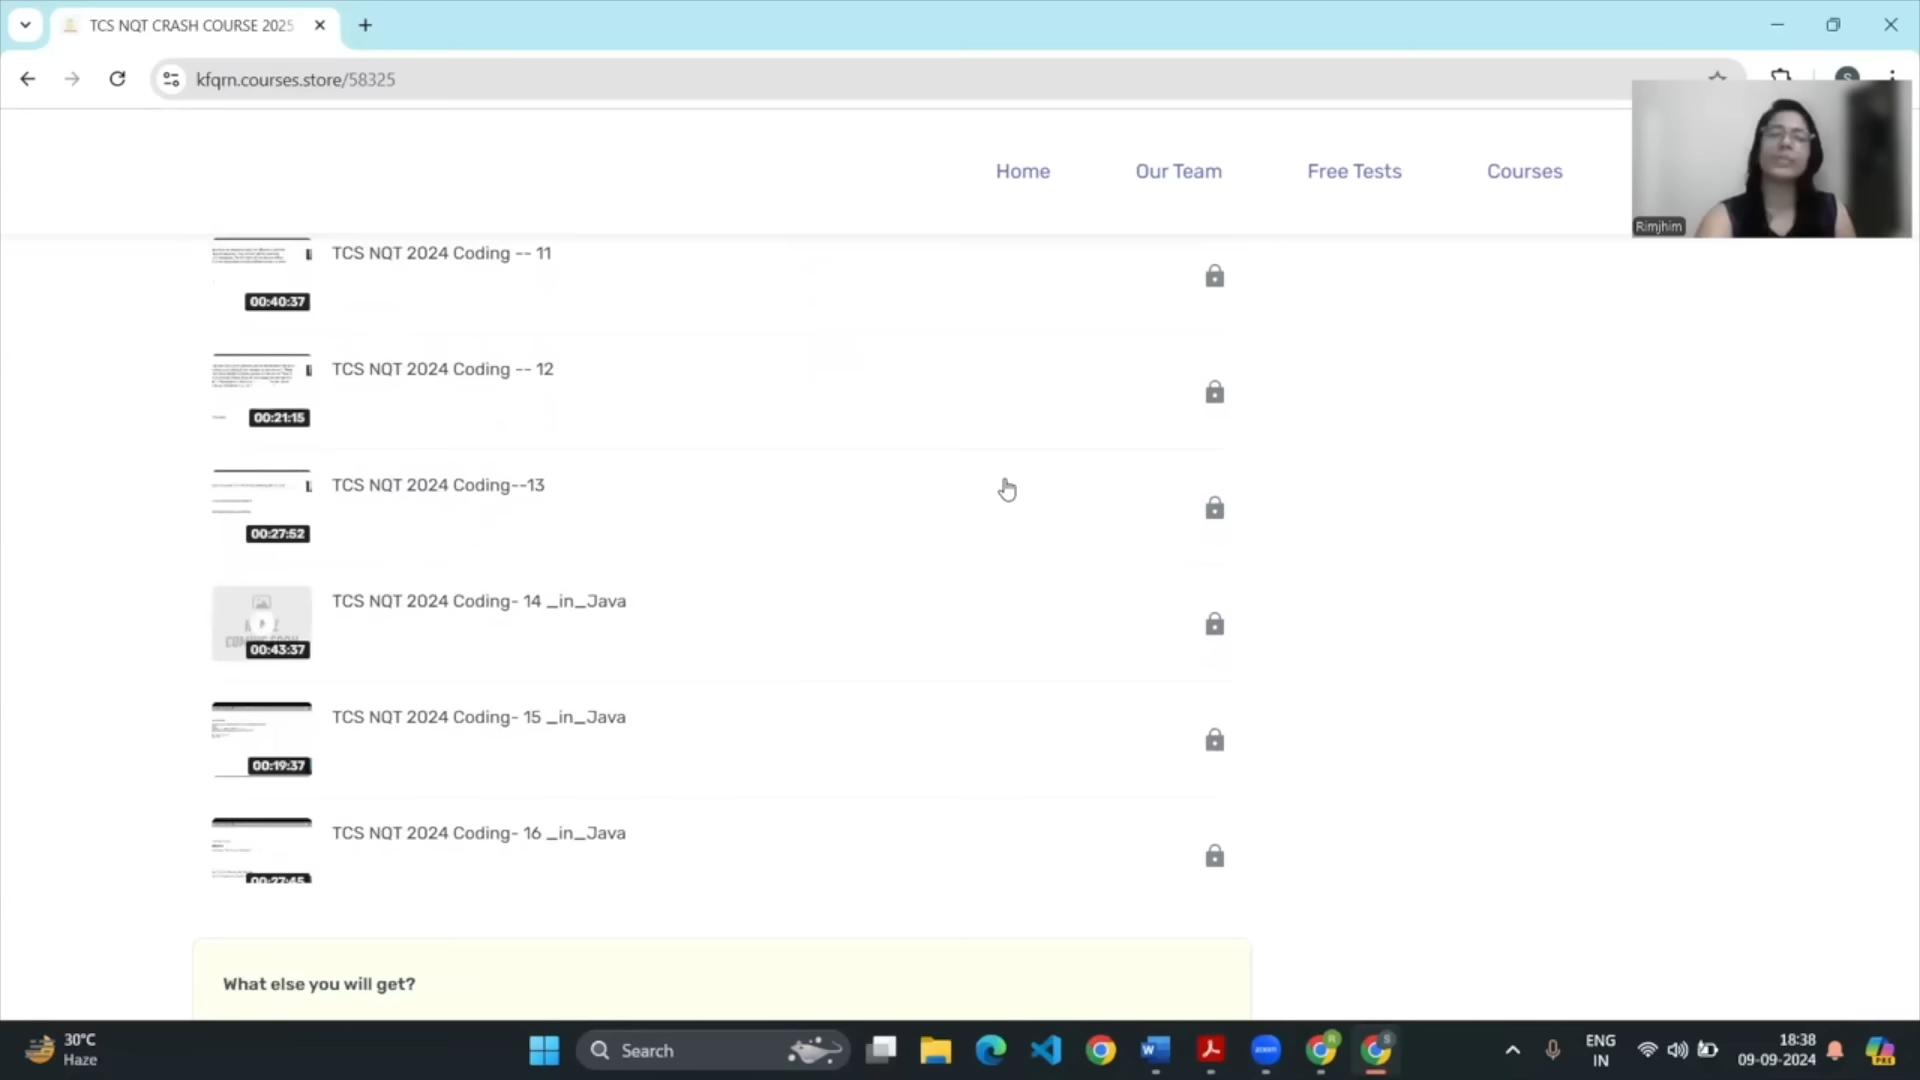 TCS NQT CRASH COURSE 2025
kfqrn.courses.store/58325
Home
Our Team
Free Tests
Courses
Rimjhim
TCS NQT 2024 Coding -- 11
00:40:37
TCS NQT 2024 Coding -- 12
00:21:15
TCS NQT 2024 Coding--13
00:27:52
TCS NQT 2024 Coding- 14 _in_Java
00:43:37
TCS NQT 2024 Coding- 15 _in_Java
00:19:37
TCS NQT 2024 Coding- 16 _in_Java
00:27:45
What else you will get?
30°C
Haze
Search
zoom
ENG
IN
18:38
09-09-2024